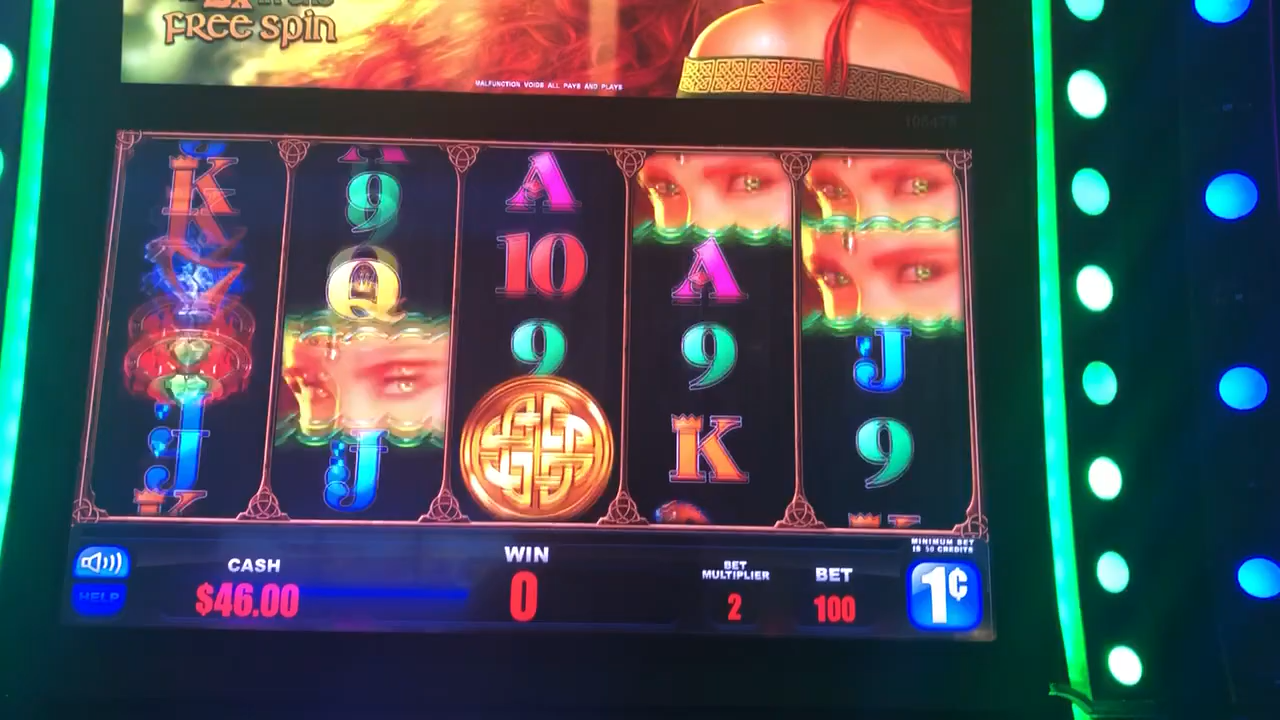 FREE SPIN
MALFUNCTION VOIDS ALL PAYS AND PLAYS
K 9 A
10 A
Q 9 9 J
J J K 9
MINIMUM BET
IS 50 CREDITS
CASH WIN BET MULTIPLIER BET
HELP $46.00 0 2 100 1¢